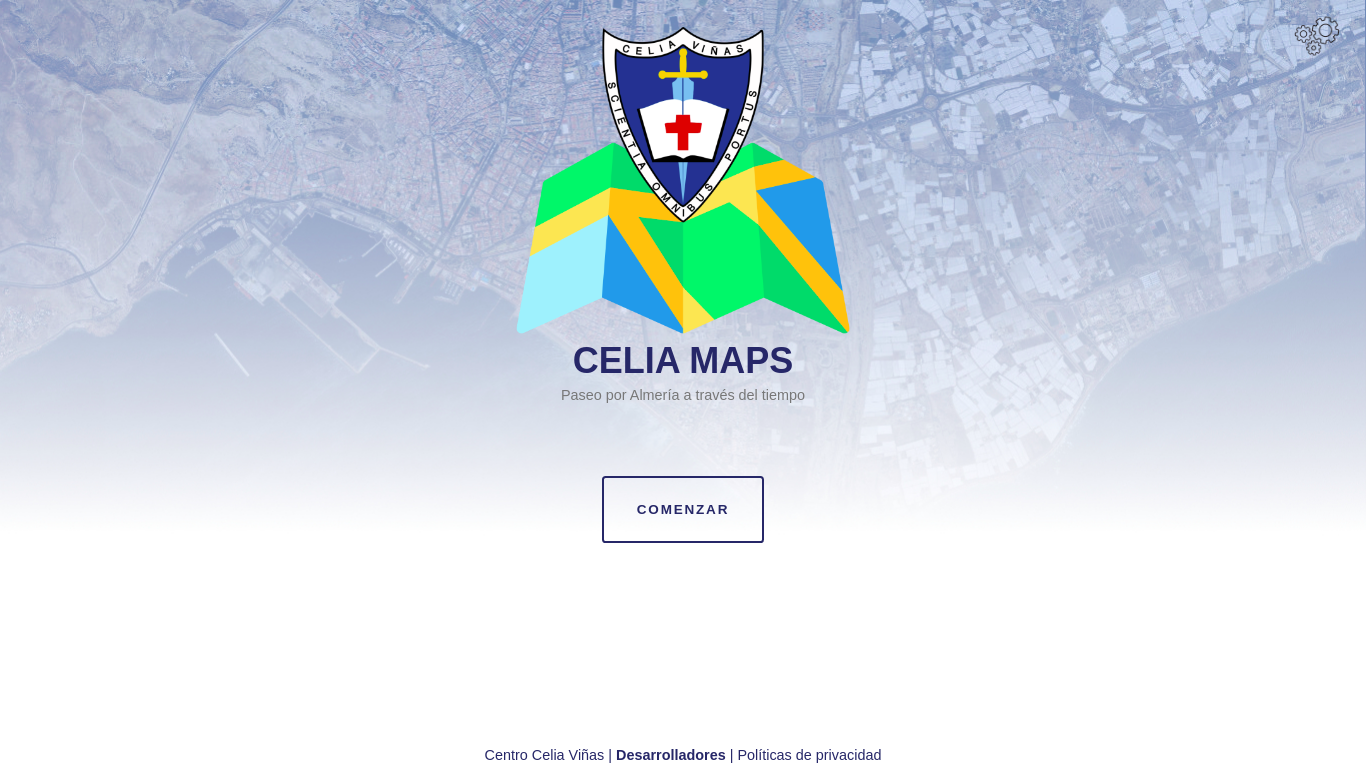 CELIA VIÑAS
SCIENTIA OMNIBUS PORTUS
CELIA MAPS
Paseo por Almería a través del tiempo
COMENZAR
Centro Celia Viñas | Desarrolladores | Políticas de privacidad